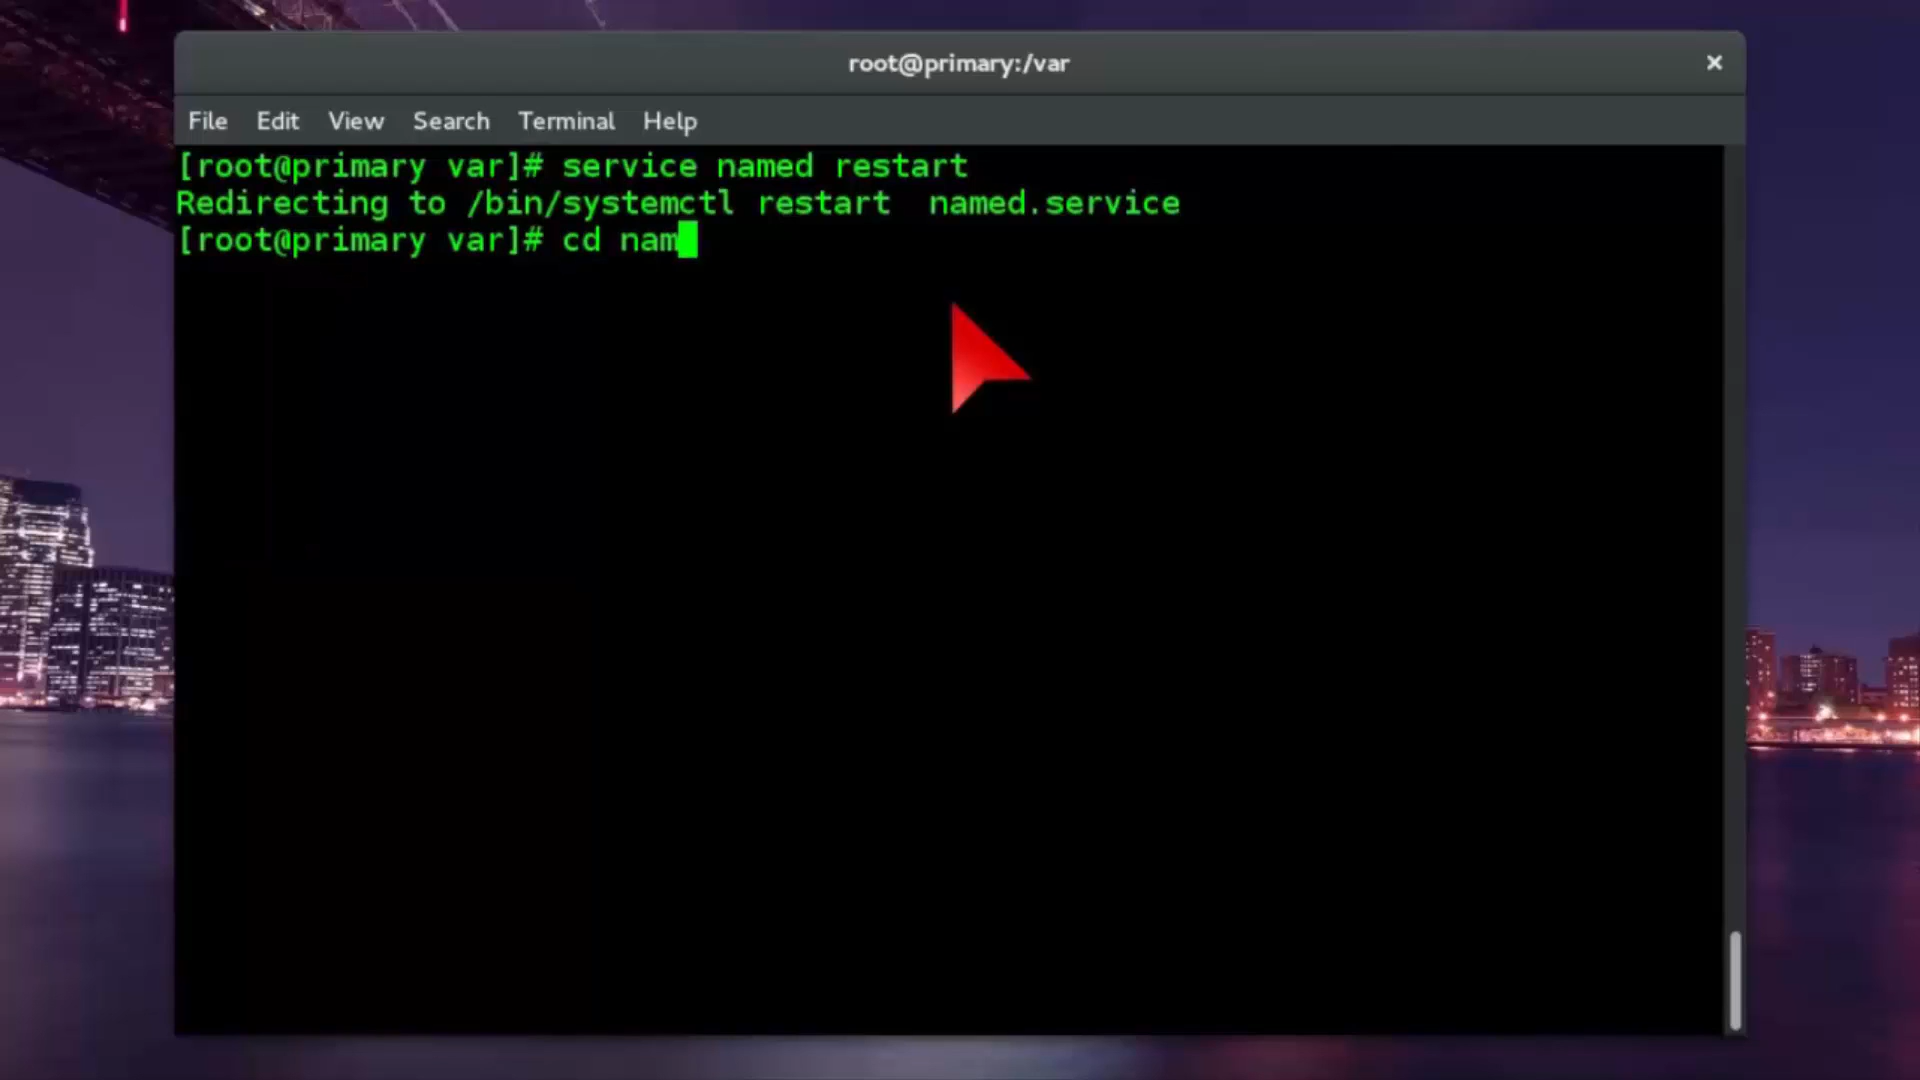 root@primary:/var
×
File Edit View Search Terminal Help
[root@primary var]# service named restart
Redirecting to /bin/systemctl restart  named.service
[root@primary var]# cd nam